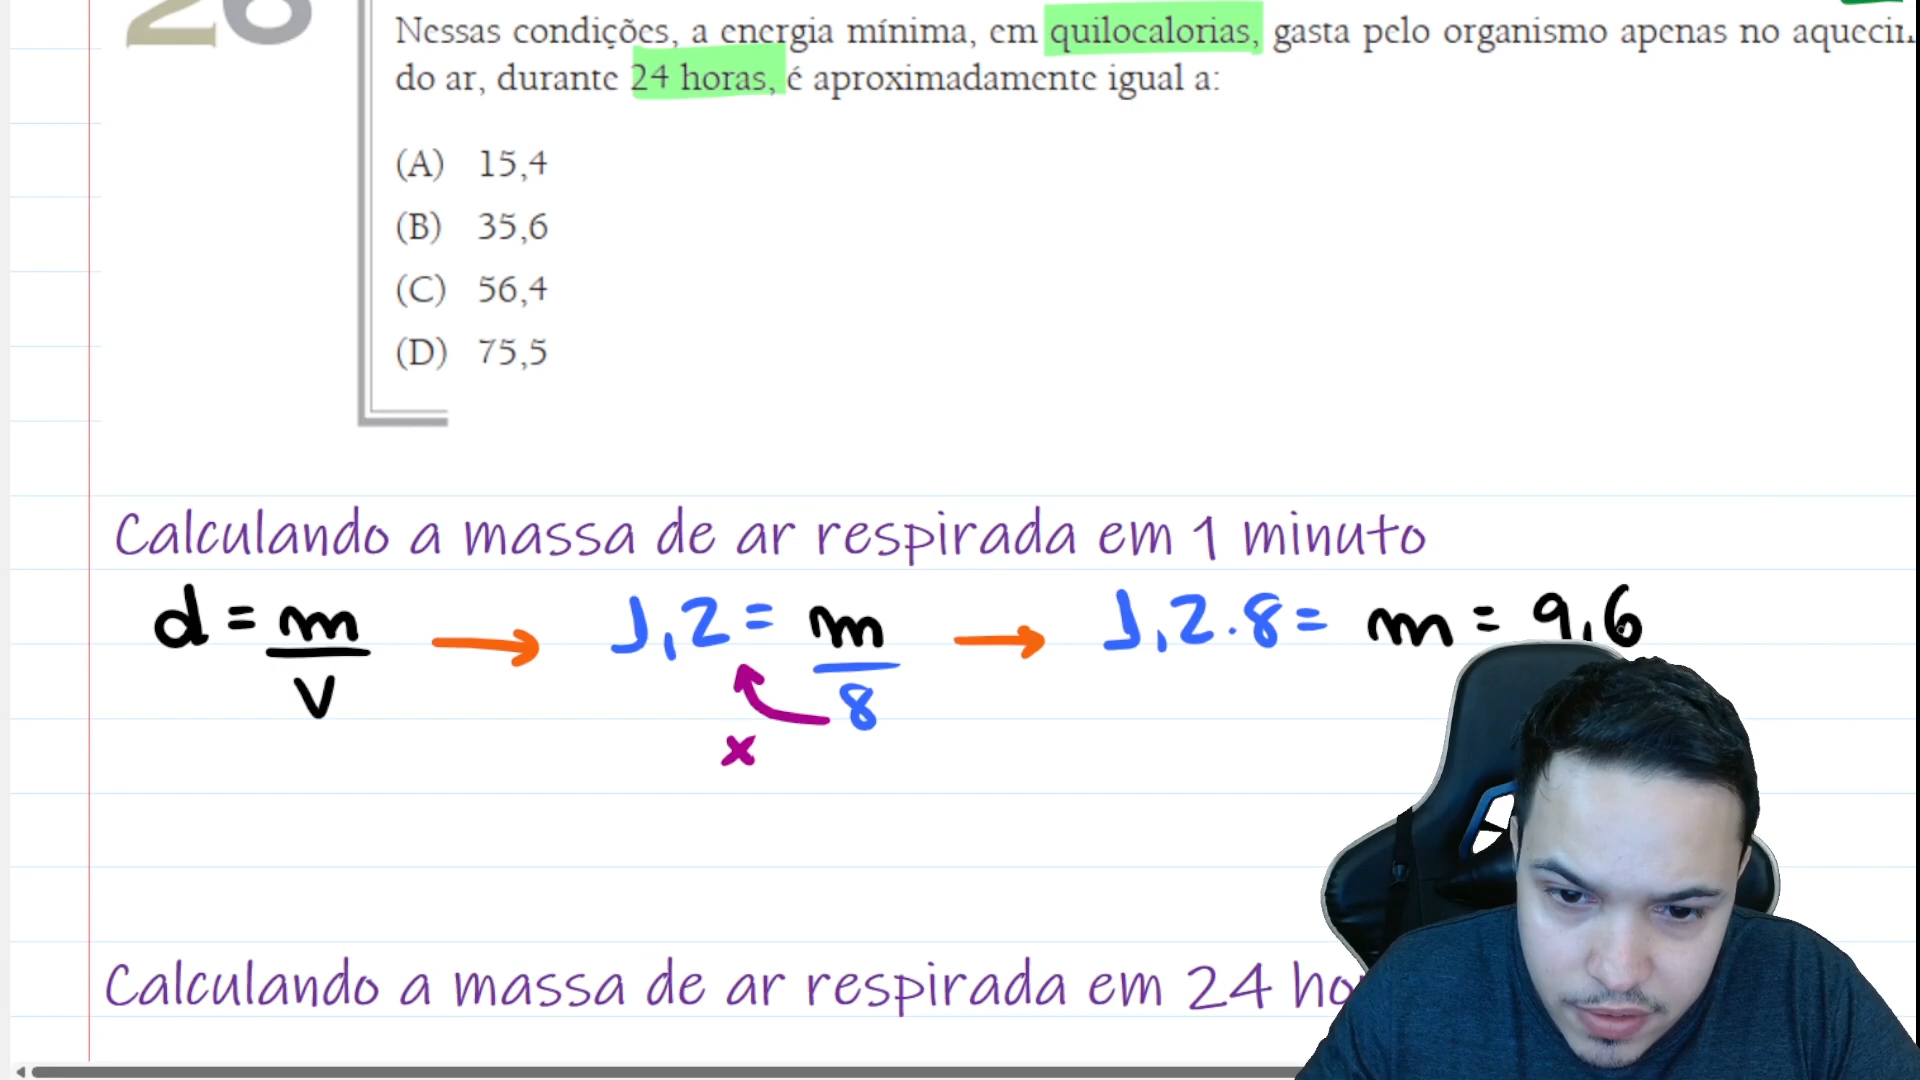 26
Nessas condições, a energia mínima, em quilocalorias, gasta pelo organismo apenas no
do ar, durante 24 horas, é aproximadamente igual a:
(A) 15,4
(B) 35,6
(C) 56,4
(D) 75,5
Calculando a massa de ar respirada em 1 minuto
d = m/v → 1,2 = m/8 → 1,2·8 = m = 9,6
x
Calculando a massa de ar respirada em 24